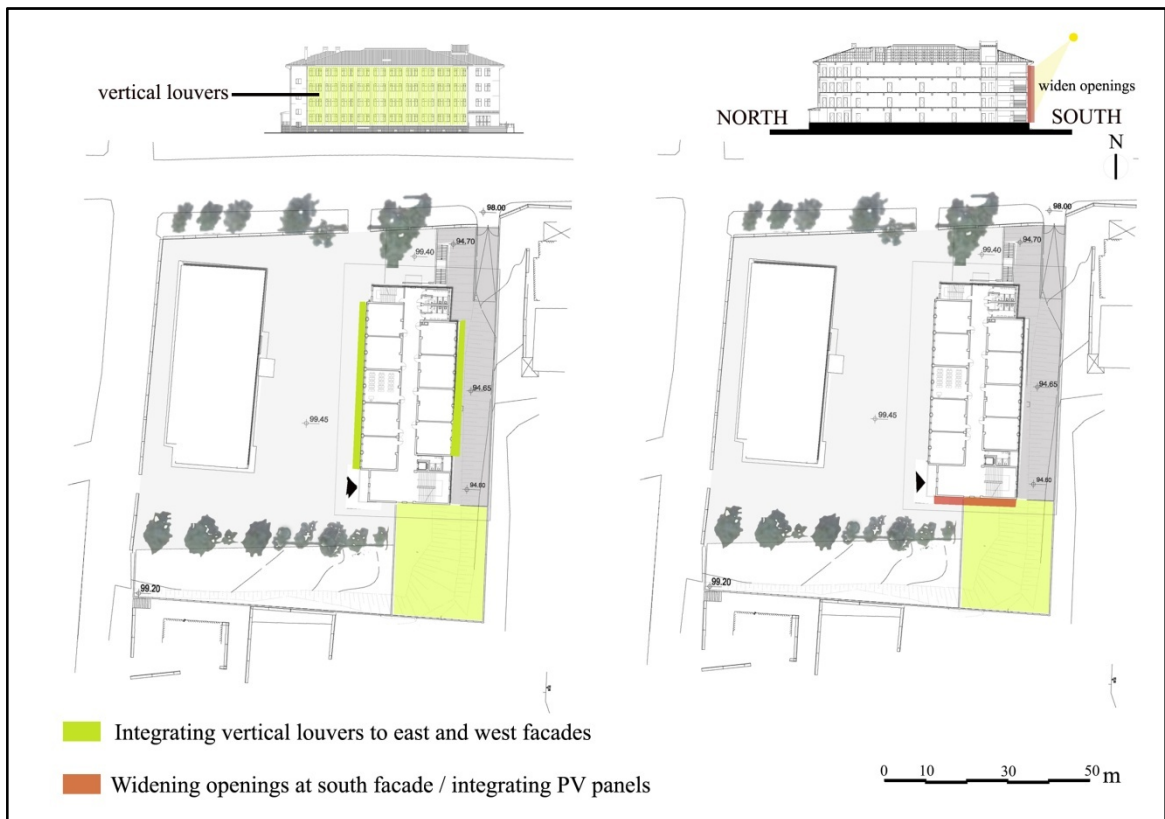 vertical louvers
widen openings
NORTH
SOUTH
N
98.00
94.70
99.40
94.65
99.45
94.60
99.20
98.00
94.70
99.40
94.65
99.45
94.60
99.20
Integrating vertical louvers to east and west facades
Widening openings at south facade / integrating PV panels
0 10 20 30 50 m